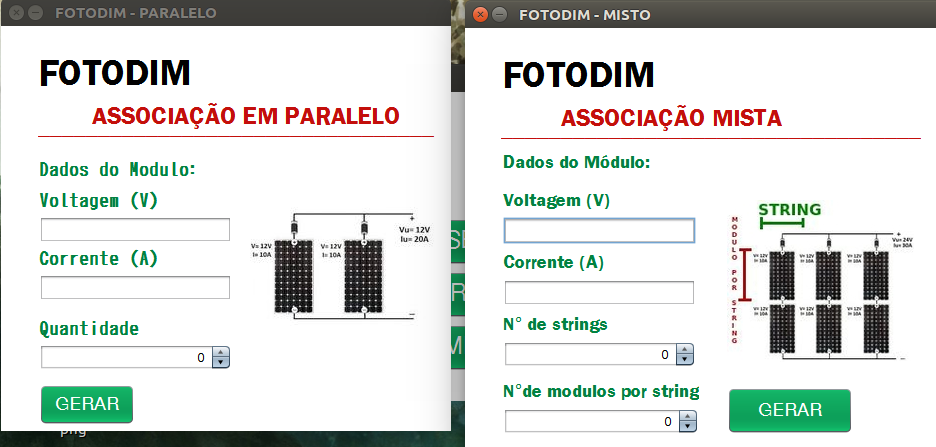 FOTODIM - PARALELO
FOTODIM
ASSOCIAÇÃO EM PARALELO
Dados do Modulo:
Voltagem (V)
Corrente (A)
Quantidade
0
GERAR
V= 12V
I= 10A
V= 12V
I= 10A
+
Vu= 12V
Iu= 20A
png
FOTODIM - MISTO
FOTODIM
ASSOCIAÇÃO MISTA
Dados do Módulo:
Voltagem (V)
Corrente (A)
N° de strings
0
N°de modulos por string
0
STRING
MODULO POR STRING
V= 12V
I= 10A
V= 12V
I= 10A
V= 12V
I= 10A
+
Vu= 24V
Iu= 30A
V= 12V
I= 10A
V= 12V
I= 10A
V= 12V
I= 10A
GERAR